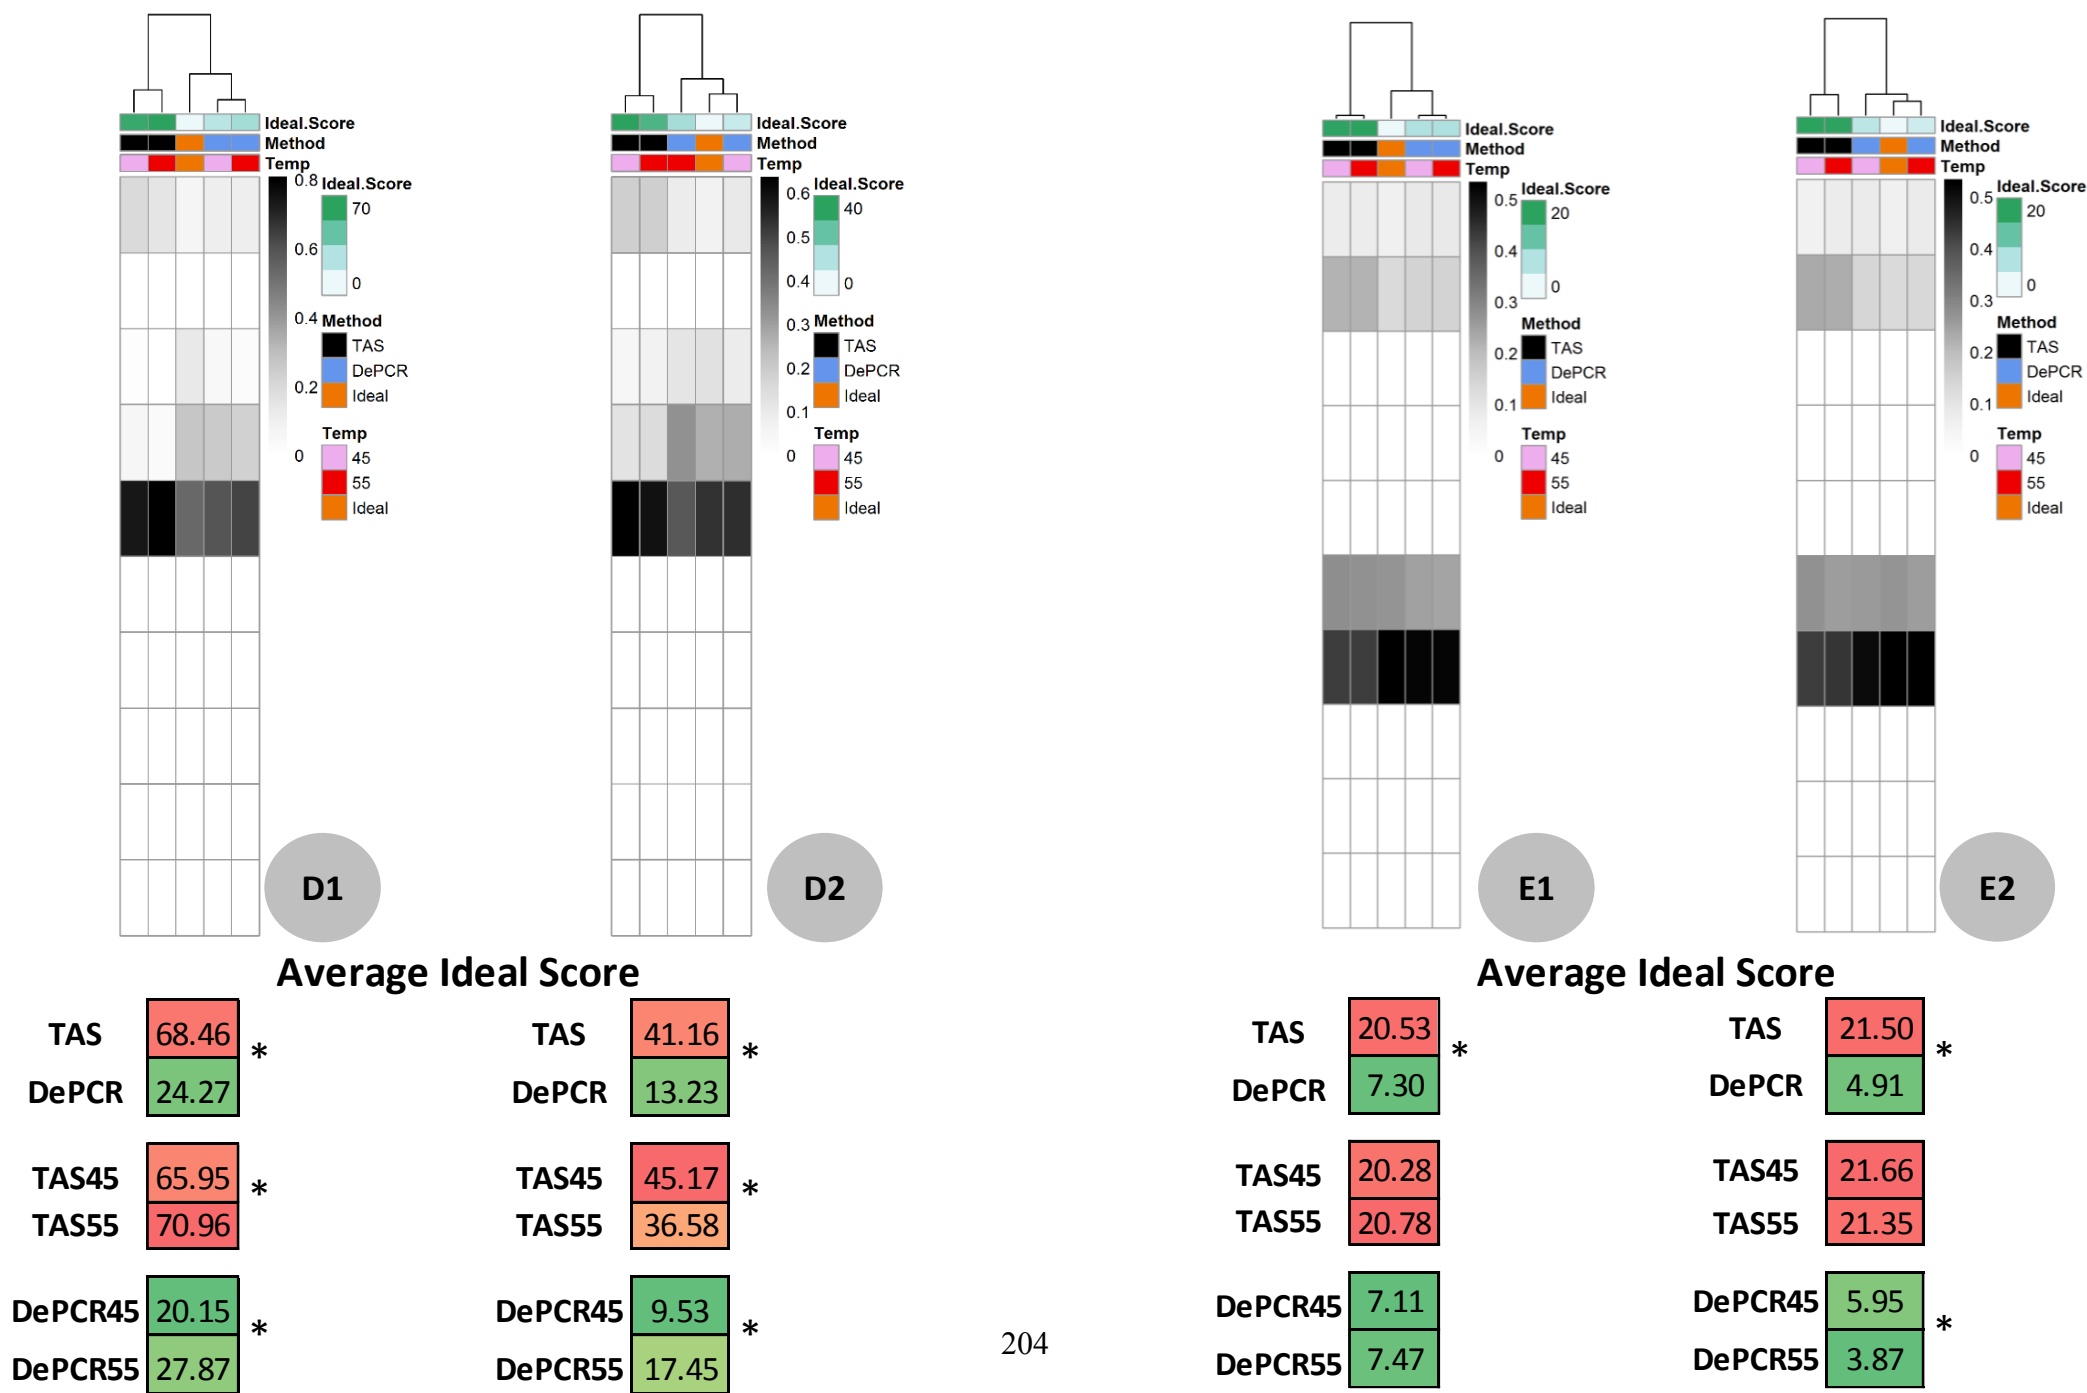 Ideal.Score
Method
Temp
0.8
0.6
0.4
0.2
0
Ideal.Score
70
0
Method
TAS
DePCR
Ideal
Temp
45
55
Ideal
D1
Ideal.Score
Method
Temp
0.6
0.5
0.4
0.3
0.2
0.1
0
Ideal.Score
40
0
Method
TAS
DePCR
Ideal
Temp
45
55
Ideal
D2
Average Ideal Score
TAS 68.46 *
DePCR 24.27
TAS45 65.95 *
TAS55 70.96
DePCR45 20.15 *
DePCR55 27.87
TAS 41.16 *
DePCR 13.23
TAS45 45.17 *
TAS55 36.58
DePCR45 9.53 *
DePCR55 17.45
Ideal.Score
Method
Temp
0.5
0.4
0.3
0.2
0.1
0
Ideal.Score
20
0
Method
TAS
DePCR
Ideal
Temp
45
55
Ideal
E1
Ideal.Score
Method
Temp
0.5
0.4
0.3
0.2
0.1
0
Ideal.Score
20
0
Method
TAS
DePCR
Ideal
Temp
45
55
Ideal
E2
Average Ideal Score
TAS 20.53 *
DePCR 7.30
TAS45 20.28
TAS55 20.78
DePCR45 7.11
DePCR55 7.47
TAS 21.50 *
DePCR 4.91
TAS45 21.66
TAS55 21.35
DePCR45 5.95 *
DePCR55 3.87
204